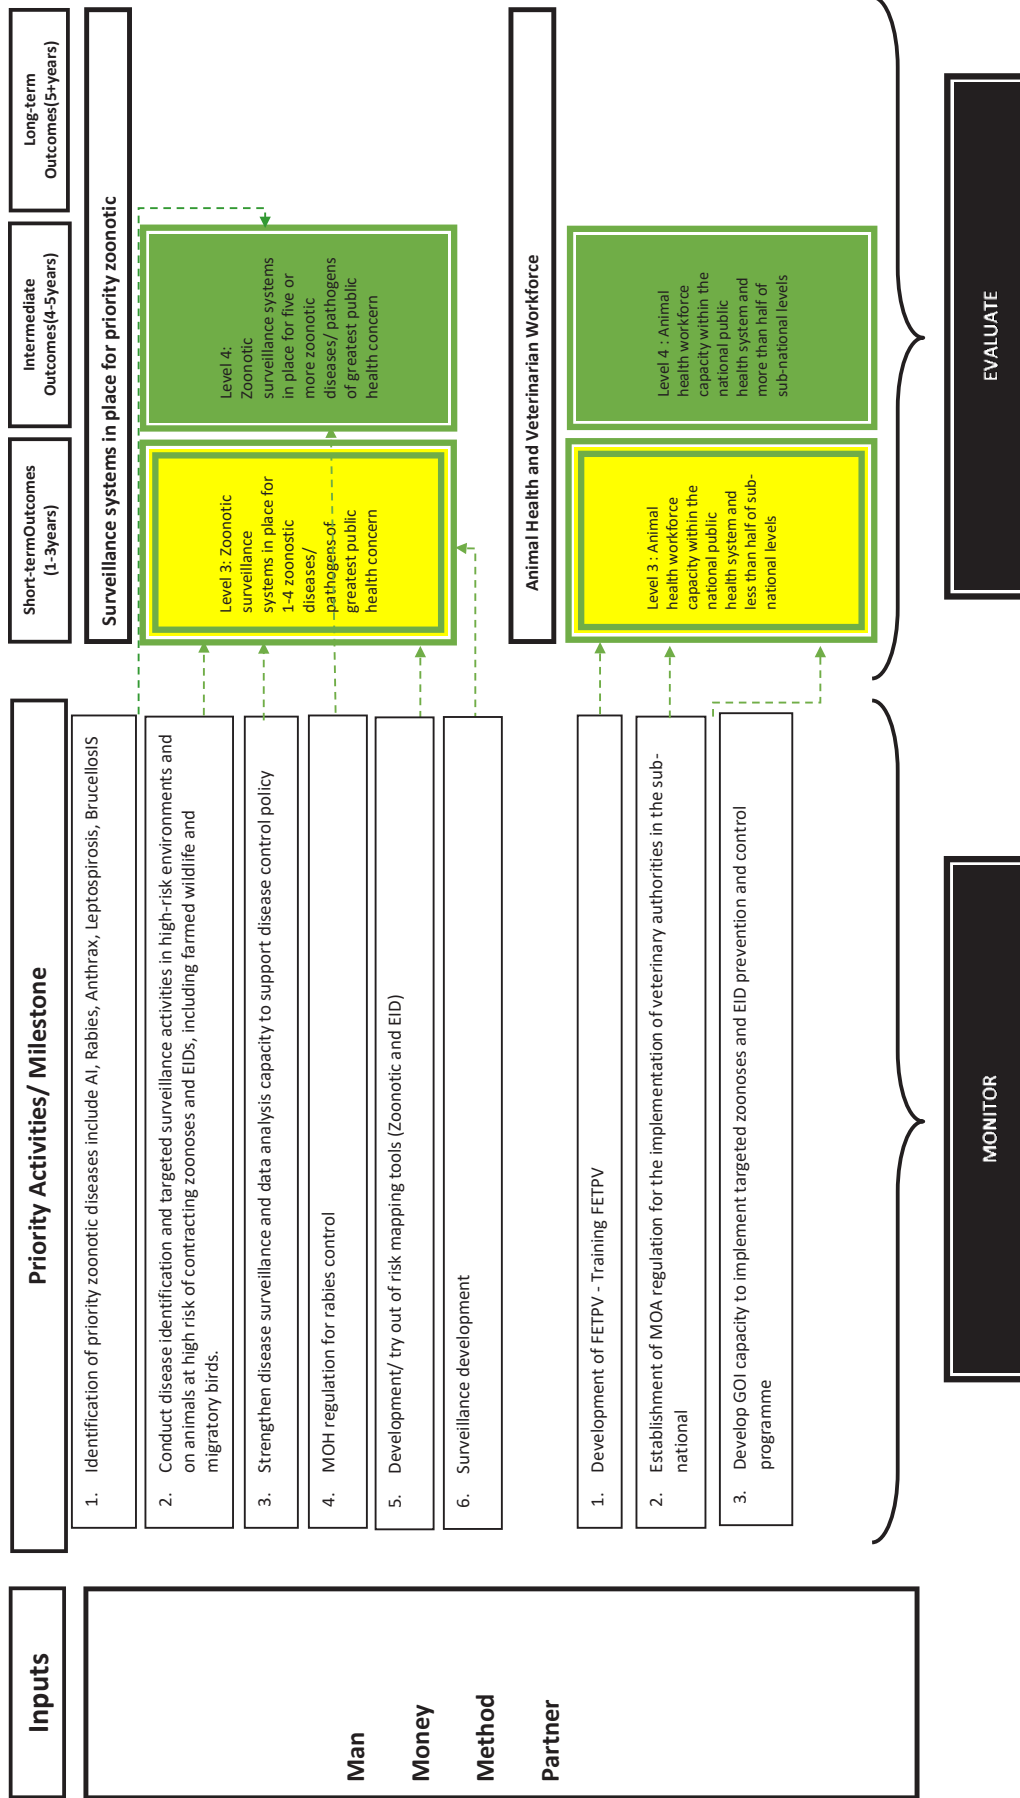 Inputs
Priority Activities/ Milestone
Short-termOutcomes
(1-3years)
Intermediate
Outcomes(4-5years)
Long-term
Outcomes(5+years)
Man
Money
Method
Partner
1. Identification of priority zoonotic diseases include AI, Rabies, Anthrax, Leptospirosis, BrucellosIS
2. Conduct disease identification and targeted surveillance activities in high-risk environments and
on animals at high risk of contracting zoonoses and EIDs, including farmed wildlife and
migratory birds.
3. Strengthen disease surveillance and data analysis capacity to support disease control policy
4. MOH regulation for rabies control
5. Development/ try out of risk mapping tools (Zoonotic and EID)
6. Surveillance development
Surveillance systems in place for priority zoonotic
Level 3: Zoonotic
surveillance
systems in place for
1-4 zoonostic
diseases/
pathogens of
greatest public
health concern
Level 4:
Zoonotic
surveillance systems
in place for five or
more zoonotic
diseases/ pathogens
of greatest public
health concern
1. Development of FETPV - Training FETPV
2. Establishment of MOA regulation for the implementation of veterinary authorities in the sub-
national
3. Develop GOI capacity to implement targeted zoonoses and EID prevention and control
programme
Animal Health and Veterinarian Workforce
Level 3 : Animal
health workforce
capacity within the
national public
health system and
less than half of sub-
national levels
Level 4 : Animal
health workforce
capacity within the
national public
health system and
more than half of
sub-national levels
MONITOR
EVALUATE